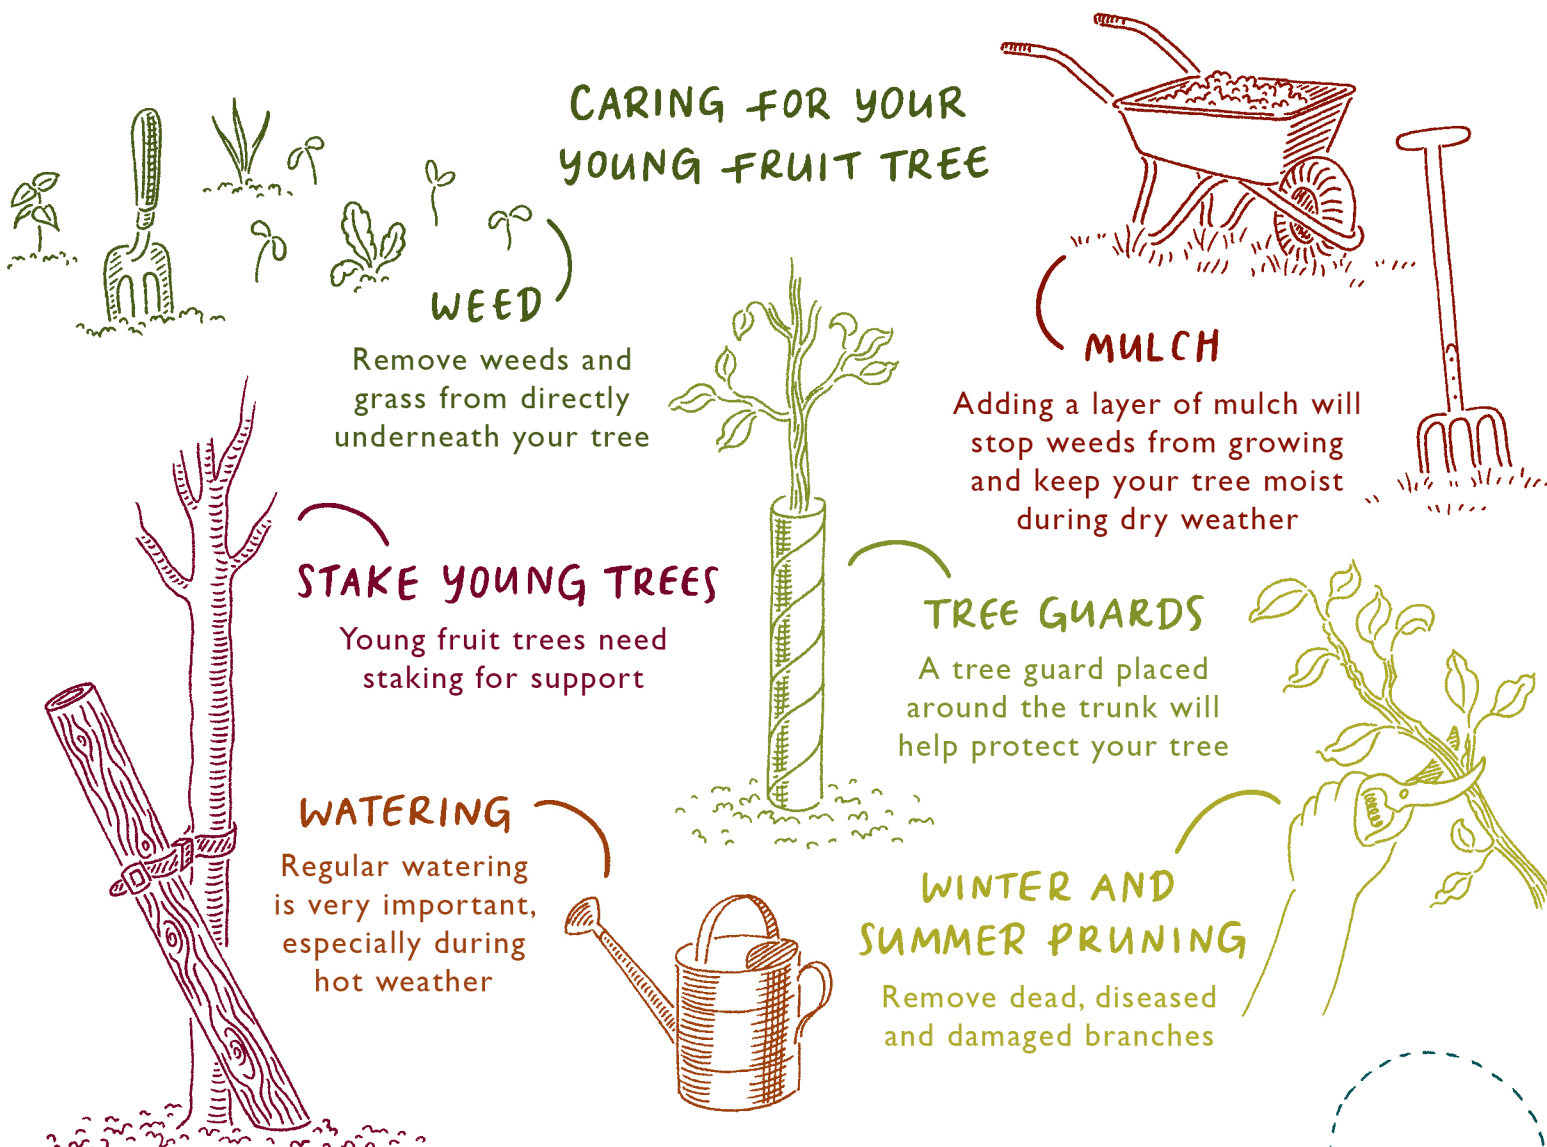 CARING FOR YOUR
YOUNG FRUIT TREE
WEED
Remove weeds and
grass from directly
underneath your tree
MULCH
Adding a layer of mulch will
stop weeds from growing
and keep your tree moist
during dry weather
STAKE YOUNG TREES
Young fruit trees need
staking for support
TREE GUARDS
A tree guard placed
around the trunk will
help protect your tree
WATERING
Regular watering
is very important,
especially during
hot weather
WINTER AND
SUMMER PRUNING
Remove dead, diseased
and damaged branches